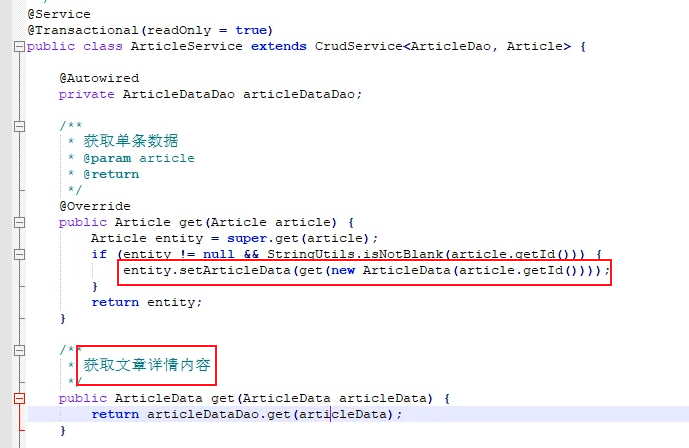 @Service
@Transactional(readOnly = true)
public class ArticleService extends CrudService<ArticleDao, Article> {
@Autowired
private ArticleDataDao articleDataDao;
/**
* 获取单条数据
* @param article
* @return
*/
@Override
public Article get(Article article) {
Article entity = super.get(article);
if (entity != null && StringUtils.isNotBlank(article.getId())) {
entity.setArticleData(get(new ArticleData(article.getId())));
}
return entity;
}
/**
* 获取文章详情内容
*/
public ArticleData get(ArticleData articleData) {
return articleDataDao.get(articleData);
}